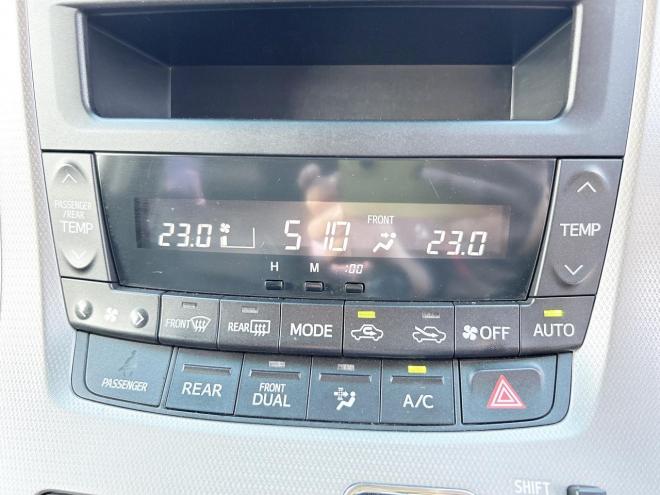 PASSENGER
/REAR
TEMP
23.0
5 10
FRONT
23.0
TEMP
H
M
:00
FRONT
REAR
MODE
OFF
AUTO
PASSENGER
REAR
FRONT
DUAL
A/C
SHIFT